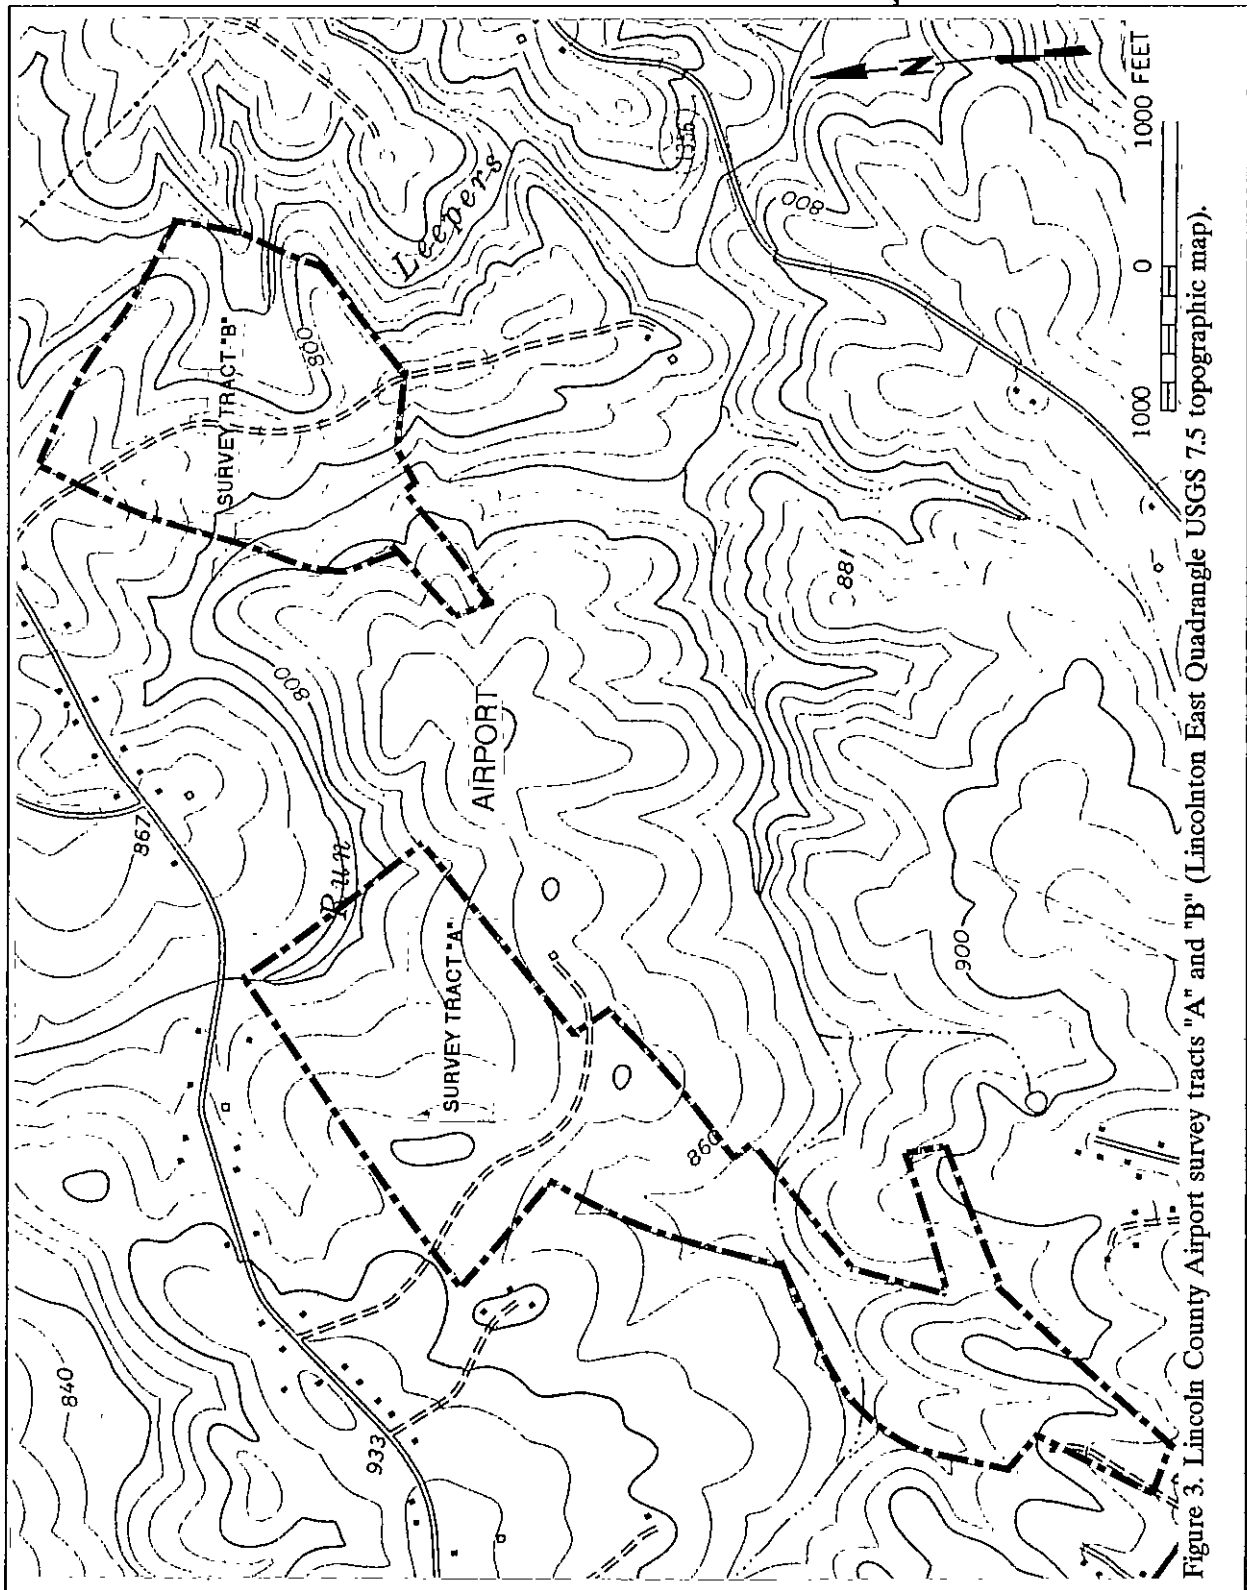 840
933
867
Run
SURVEY TRACT "A"
860
900
AIRPORT
800
SURVEY TRACT "B"
800
Leepers
881
800
N
1000 0 1000 FEET
Figure 3. Lincoln County Airport survey tracts "A" and "B" (Lincolnton East Quadrangle USGS 7.5 topographic map).